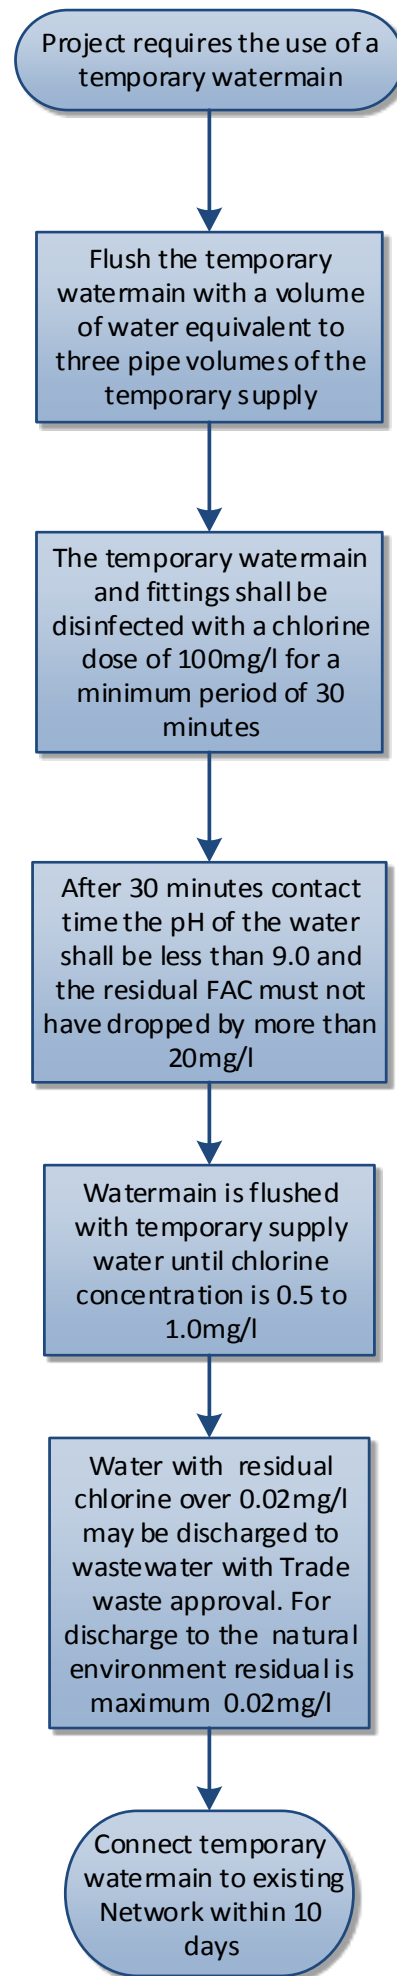 Project requires the use of a
temporary watermain
Flush the temporary
watermain with a volume
of water equivalent to
three pipe volumes of the
temporary supply
The temporary watermain
and fittings shall be
disinfected with a chlorine
dose of 100mg/l for a
minimum period of 30
minutes
After 30 minutes contact
time the pH of the water
shall be less than 9.0 and
the residual FAC must not
have dropped by more than
20mg/l
Watermain is flushed
with temporary supply
water until chlorine
concentration is 0.5 to
1.0mg/l
Water with residual
chlorine over 0.02mg/l
may be discharged to
wastewater with Trade
waste approval. For
discharge to the natural
environment residual is
maximum 0.02mg/l
Connect temporary
watermain to existing
Network within 10
days